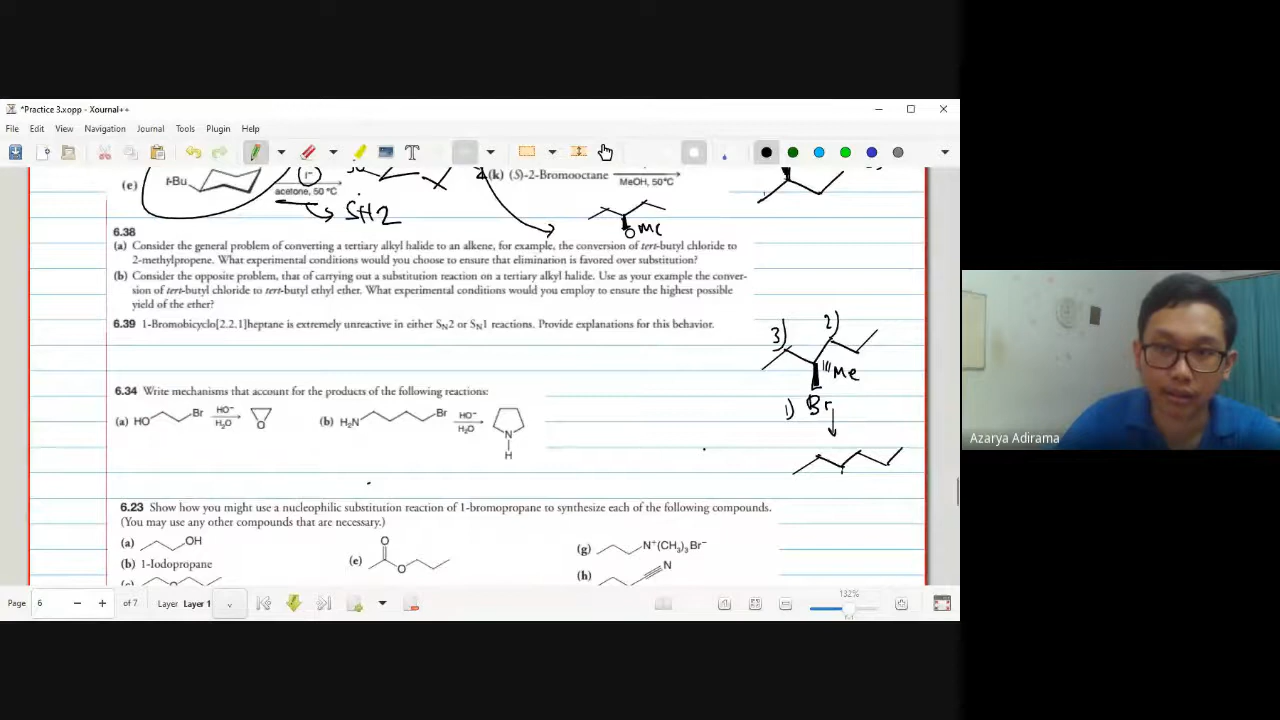 *Practice 3.xopp - Xournal++
File Edit View Navigation Journal Tools Plugin Help
(e) t-Bu
I-
acetone, 50 °C
SN2
(k) (S)-2-Bromooctane
MeOH, 50°C
OMe
6.38
(a) Consider the general problem of converting a tertiary alkyl halide to an alkene, for example, the conversion of tert-butyl chloride to
2-methylpropene. What experimental conditions would you choose to ensure that elimination is favored over substitution?
(b) Consider the opposite problem, that of carrying out a substitution reaction on a tertiary alkyl halide. Use as your example the conver-
sion of tert-butyl chloride to tert-butyl ethyl ether. What experimental conditions would you employ to ensure the highest possible
yield of the ether?
6.39 1-Bromobicyclo[2.2.1]heptane is extremely unreactive in either SN2 or SN1 reactions. Provide explanations for this behavior.
3) 2)
Me
1) Br
6.34 Write mechanisms that account for the products of the following reactions:
(a) HO Br HO− H2O O
(b) H2N Br HO− H2O N H
6.23 Show how you might use a nucleophilic substitution reaction of 1-bromopropane to synthesize each of the following compounds.
(You may use any other compounds that are necessary.)
(a) OH
(b) 1-Iodopropane
(e) O O
(g) N+(CH3)3 Br−
(h) N
Page 6 of 7 Layer Layer 1 132%
1:1
Azarya Adirama